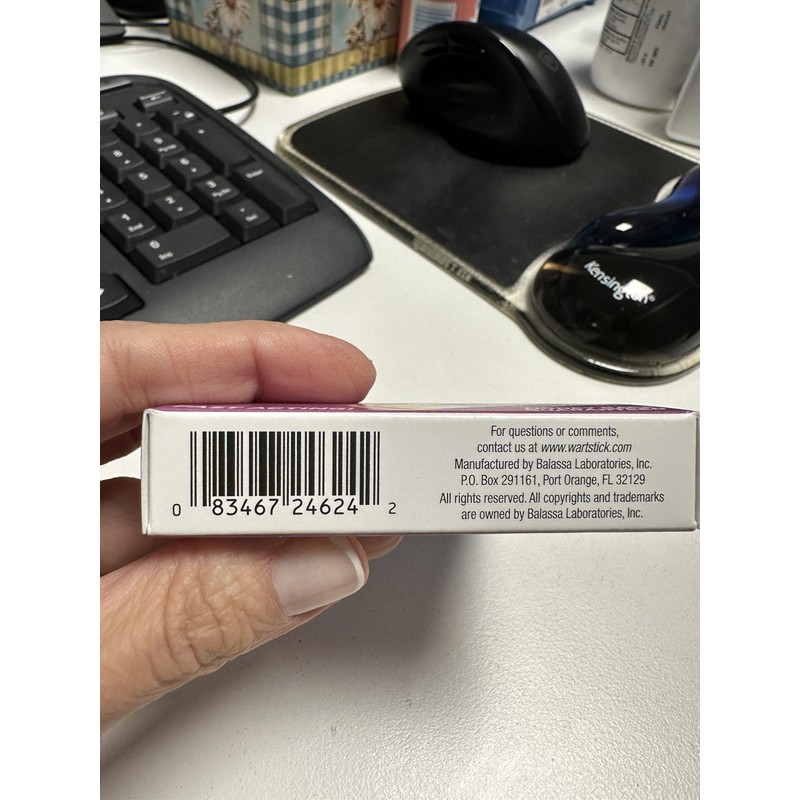 Kensington®
FAST ACTING!
For questions or comments,
contact us at www.wartstick.com
Manufactured by Balassa Laboratories, Inc.
P.O. Box 291161, Port Orange, FL 32129
All rights reserved. All copyrights and trademarks
are owned by Balassa Laboratories, Inc.
0 83467 24624 2